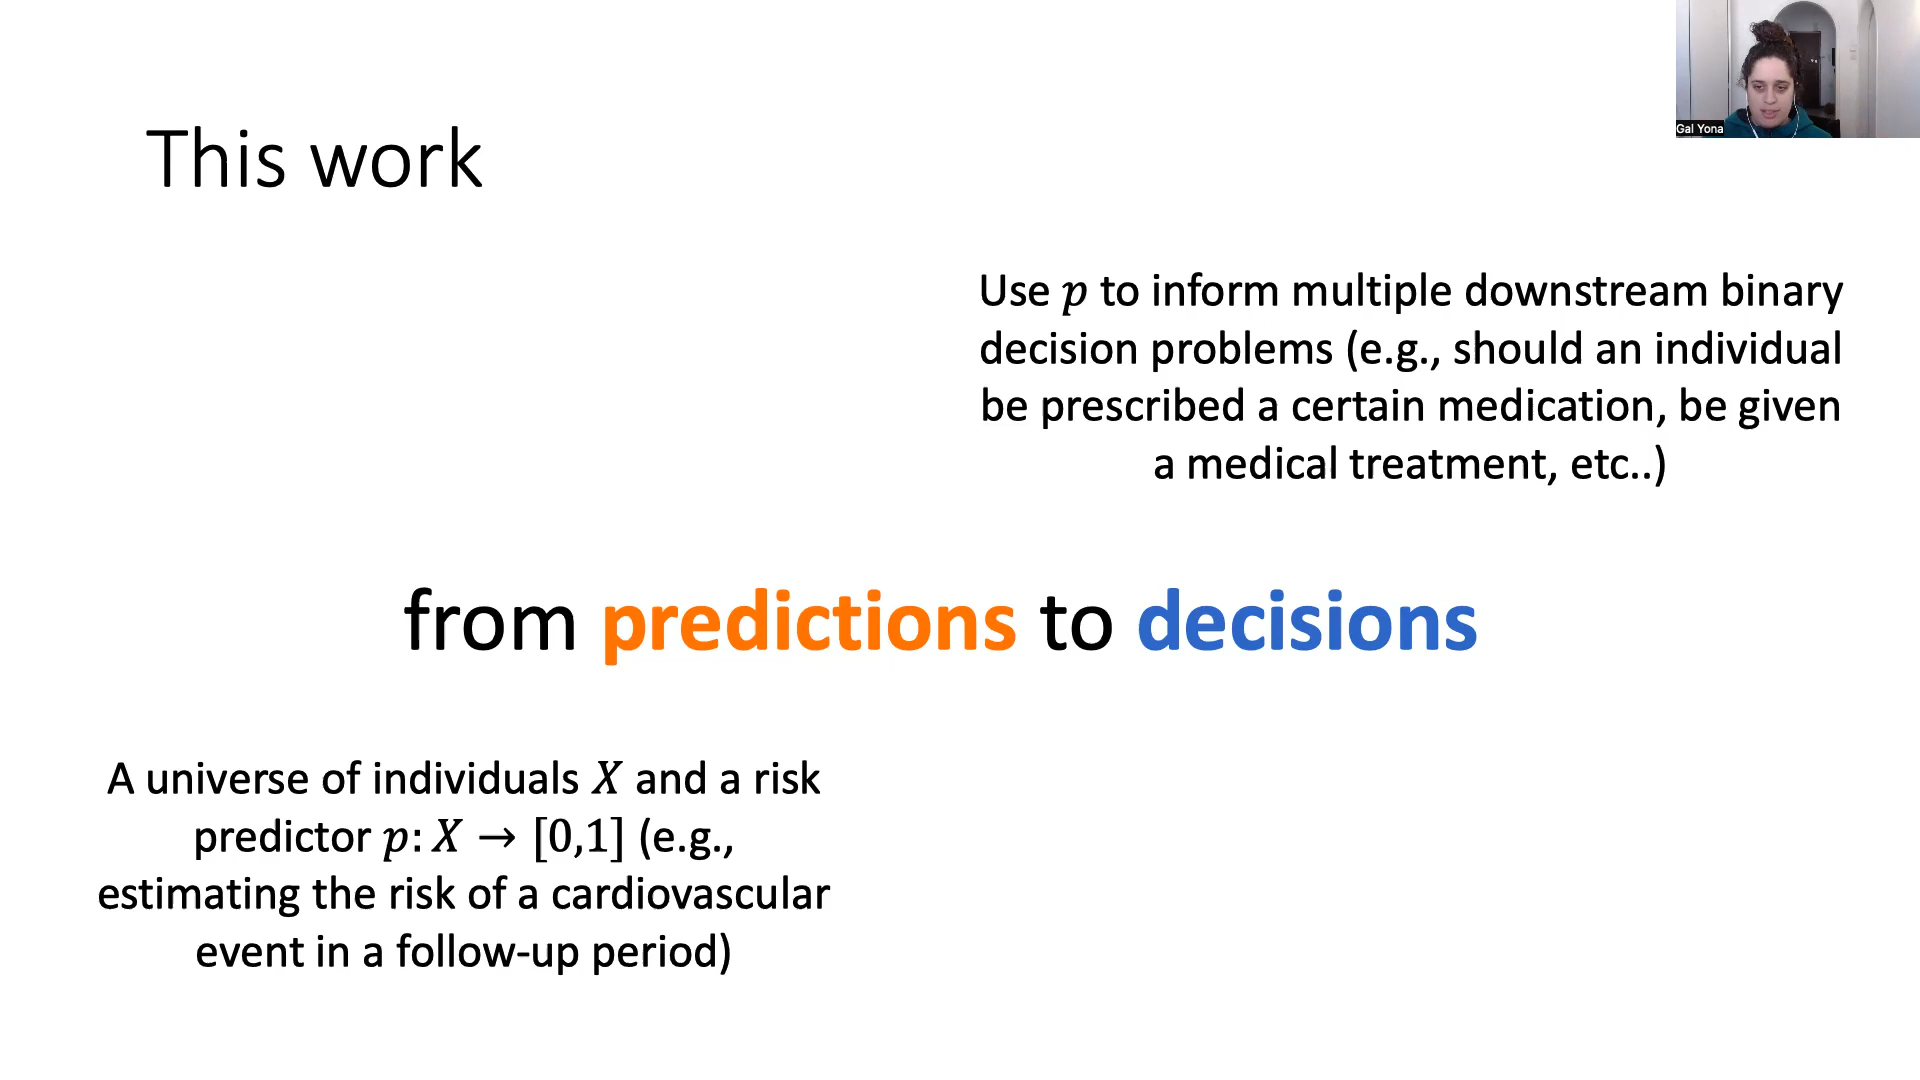 Gal Yona
This work
Use p to inform multiple downstream binary
decision problems (e.g., should an individual
be prescribed a certain medication, be given
a medical treatment, etc..)
from predictions to decisions
A universe of individuals X and a risk
predictor p: X → [0,1] (e.g.,
estimating the risk of a cardiovascular
event in a follow-up period)